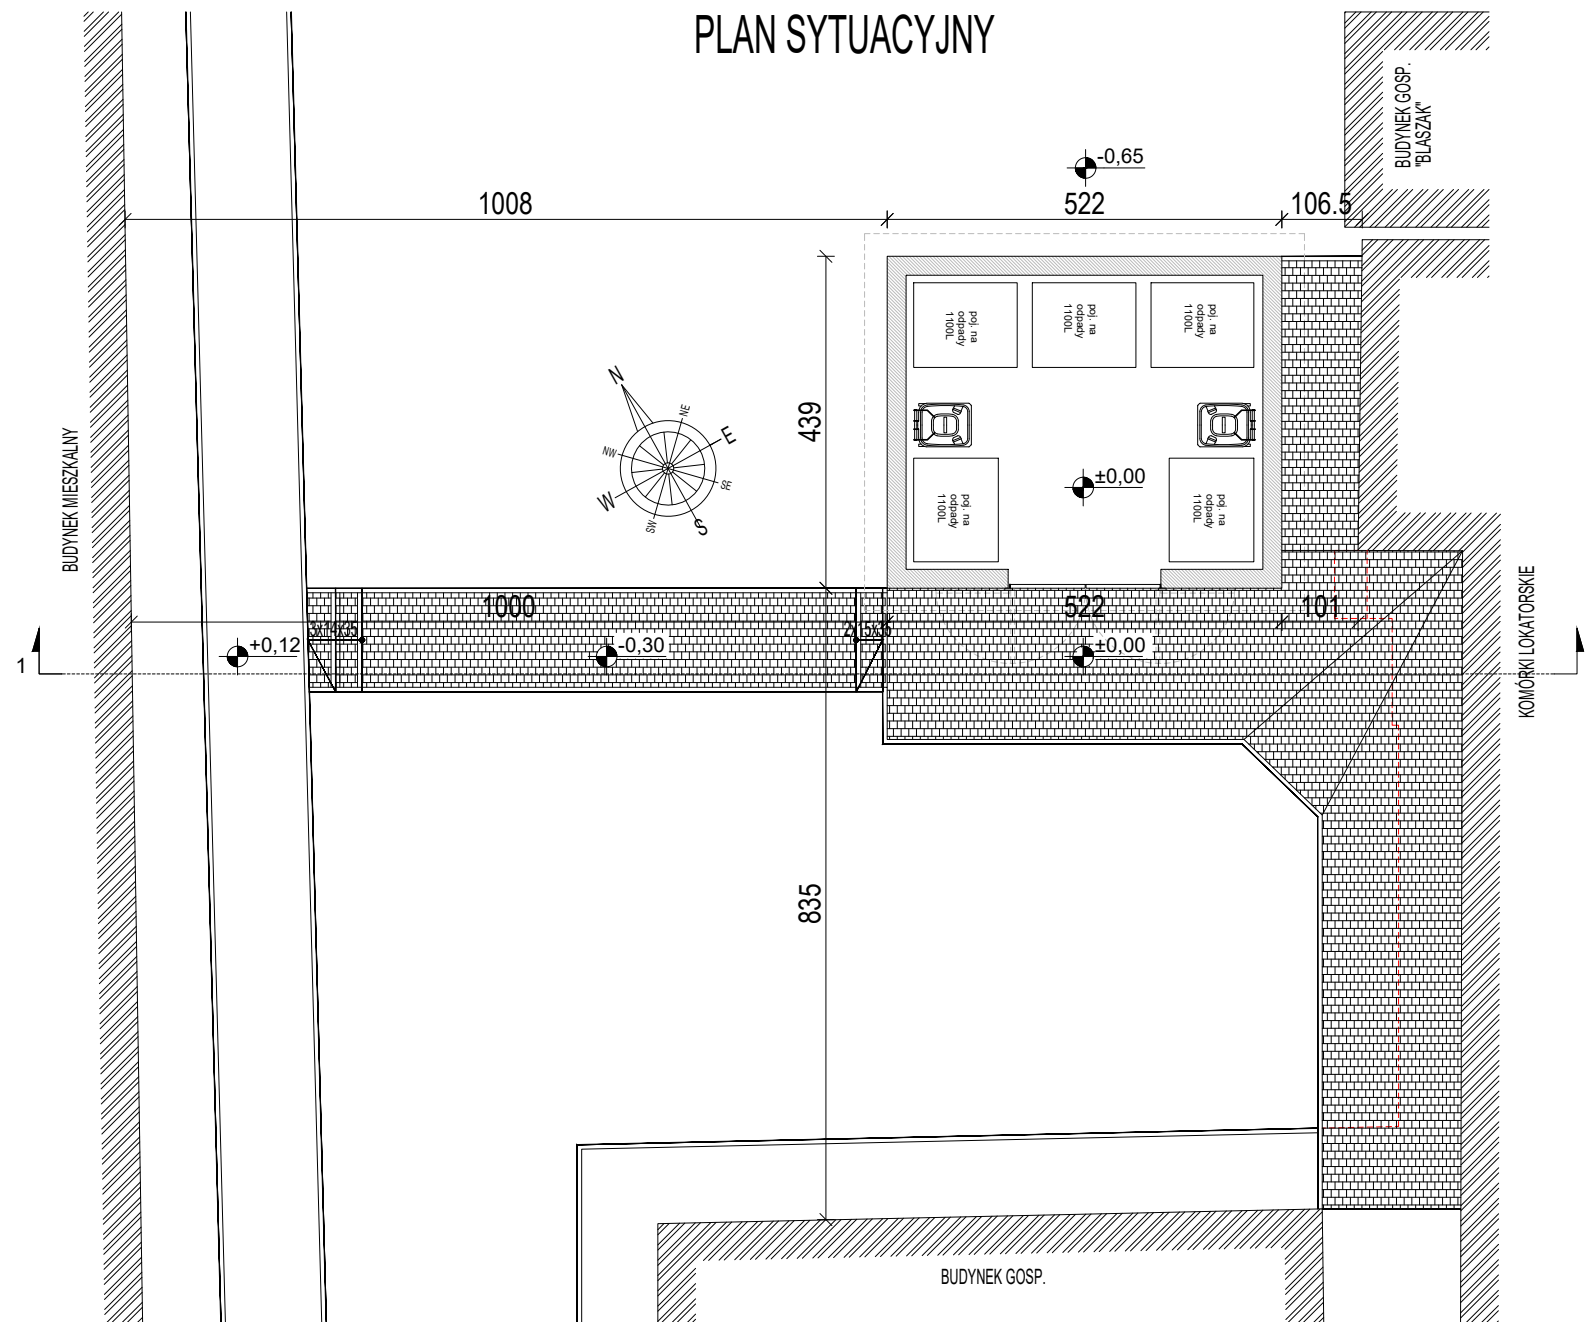 PLAN SYTUACYJNY
BUDYNEK GOSP.
"BLASZAK"
-0,65
1008
522
106.5
poj. na
odpady
1100L
poj. na
odpady
1100L
poj. na
odpady
1100L
439
N
NE
E
NW
SE
W
SW
S
BUDYNEK MIESZKALNY
±0,00
poj. na
odpady
1100L
poj. na
odpady
1100L
1000
522
101
3x14x35
2x15x35
+0,12
-0,30
±0,00
1
KOMÓRKI LOKATORSKIE
835
BUDYNEK GOSP.